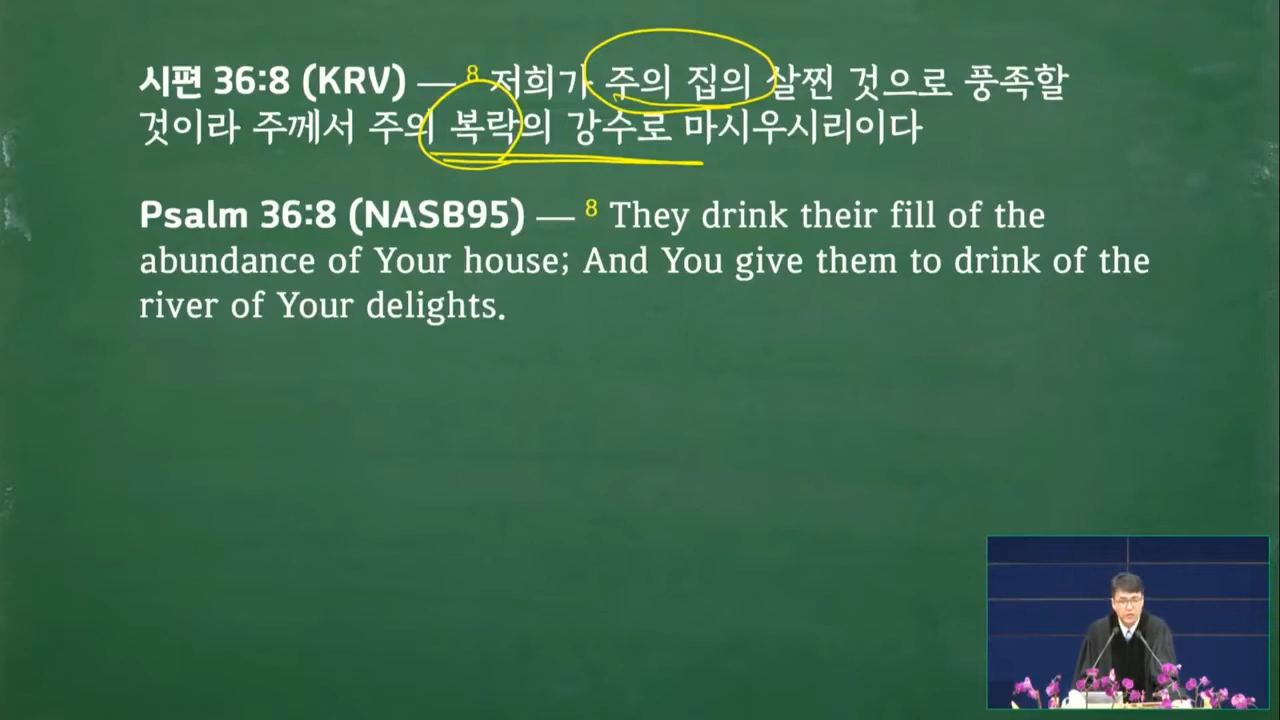 시편 36:8 (KRV) — 8 저희가 주의 집의 살찐 것으로 풍족할
것이라 주께서 주의 복락의 강수로 마시우시리이다
Psalm 36:8 (NASB95) — 8 They drink their fill of the
abundance of Your house; And You give them to drink of the
river of Your delights.